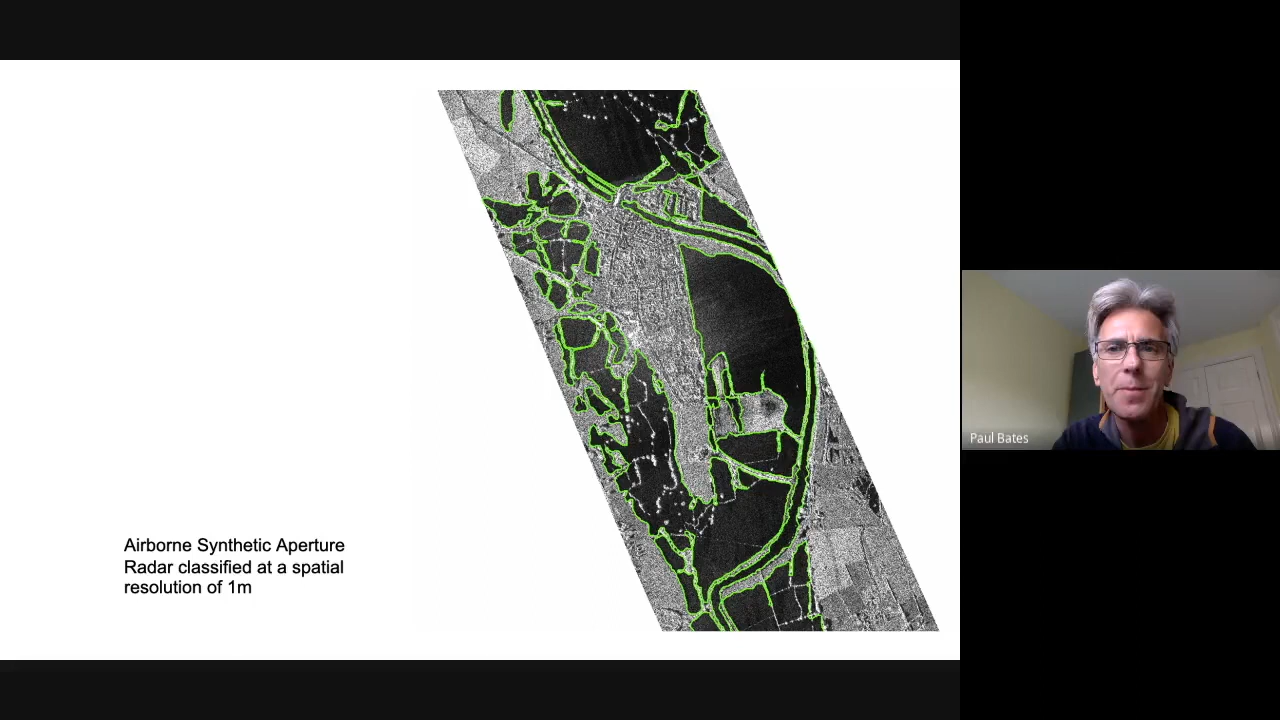 Airborne Synthetic Aperture
Radar classified at a spatial
resolution of 1m
Paul Bates